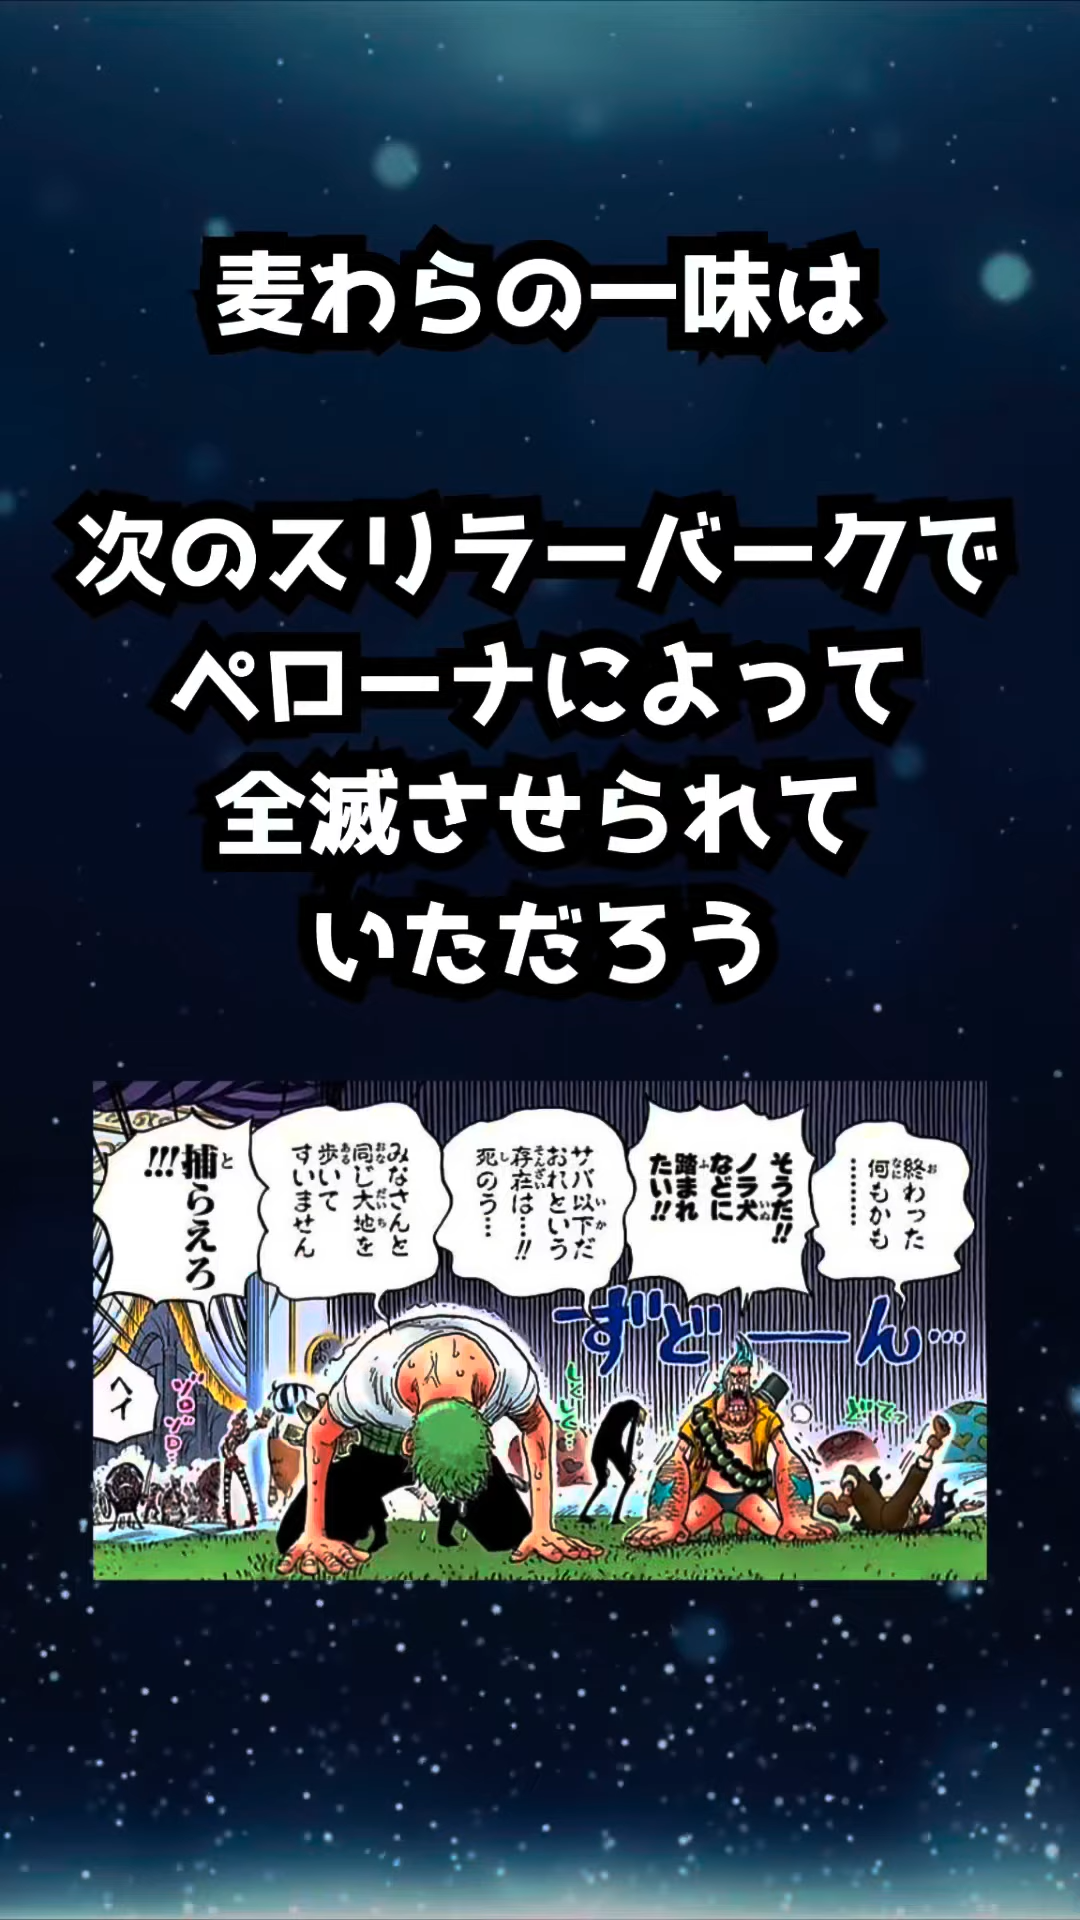 麦わらの一味は
次のスリラーバークで
ペローナによって
全滅させられて
いただろう
終わった
何もかも
………
そうだ!!
ノラ犬
などに
踏まれ
たい!!
サバ以下だ
おれという
存在は…!!
死のう…
みなさんと
同じ大地を
歩いて
すいません
捕らえろ
!!!
ヘイ
ずどーーん…
ゾロ
ゾロ